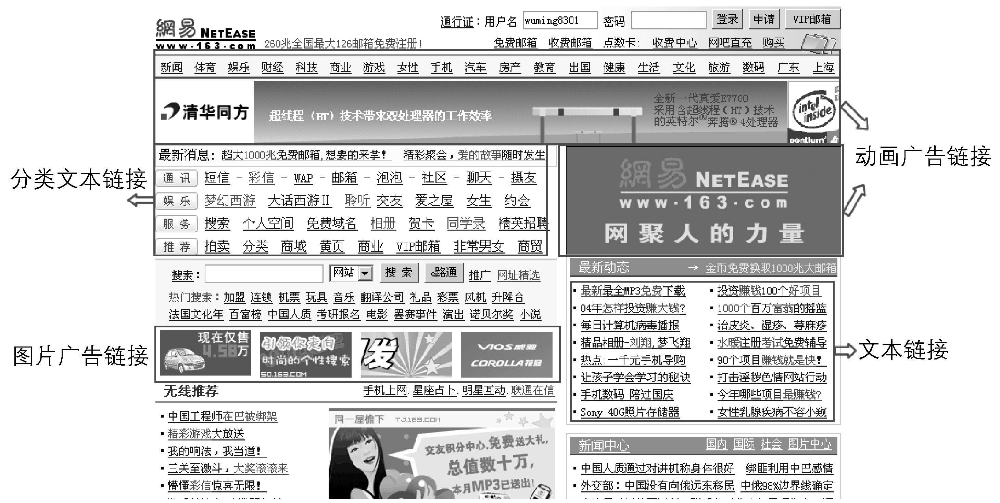 通行证：用户名 wuming8301 密码 登录 申请 VIP邮箱
網易 NETEASE
www.163.com
260兆全国最大126邮箱免费注册!
免费邮箱 收费邮箱 点数卡: 收费中心 网吧直充 购买
新闻 体育 娱乐 财经 科技 商业 游戏 女性 手机 汽车 房产 教育 出国 健康 生活 文化 旅游 数码 广东 上海
清华同方
超线程（HT）技术带来双处理器的工作效率
全新一代真爱E7780
采用含超线程（HT）技术
的英特尔®奔腾® 4处理器
intel inside
pentium 4
动画广告链接
最新消息: 超大1000兆免费邮箱,想要的来拿! 精彩聚会，爱的故事随时发生
分类文本链接
通讯 短信 - 彩信 - WAP - 邮箱 - 泡泡 - 社区 - 聊天 - 摄友
娱乐 梦幻西游 大话西游II 聆听 交友 爱之屋 女生 约会
服务 搜索 个人空间 免费域名 相册 贺卡 同学录 精英招聘
推荐 拍卖 分类 商城 黄页 商业 VIP邮箱 非常男女 商贸
網易 NETEASE
www.163.com
网聚人的力量
搜索： 网站 搜索 e路通 推广 网址精选
热门搜索：加盟 连锁 机票 玩具 音乐 翻译公司 礼品 彩票 风机 升降台
法国文化年 百富榜 中国人质 考研报名 电影 罢赛事件 演出 诺贝尔奖 小说
图片广告链接
现在仅售
4.58万
引领你走向
时尚的个性搜索
SO.163.COM
发
VIOS威驰
COROLLA花冠
无线推荐 手机上网. 星座占卜. 明星互动. 联通在信
中国工程师在巴被绑架
精彩游戏大放送
我的响法，我当道!
三关至激斗，大奖滚滚来
懵懂彩信惊喜无限!
同一屋檐下 TJ.163.COM
交友积分中心,免费送大礼,
总值数十万,
本月MP3已送出!
最新动态 → 金币免费换取1000兆大邮箱
最新最全MP3免费下载 投资赚钱100个好项目
04年怎样投资赚大钱? 1000个百万富翁的摇篮
每日计算机病毒播报 治皮炎、湿疹、荨麻疹
精品相册-刘翔,梦飞翔 水暖注册考试免费辅导
热点:一千元手机导购 90个项目赚钱就是快!
让孩子学会学习的秘诀 打击淫秽色情网站行动
手机数码 陪过国庆 今年哪些项目最赚钱?
Sony 40G照片存储器 女性乳腺疾病不容小窥
文本链接
新闻中心 国内 国际 社会 图片中心
中国人质通过对讲机称身体很好 绑匪利用中巴感情
外交部：中国没有向俄远东移民 中俄98%边界线确定